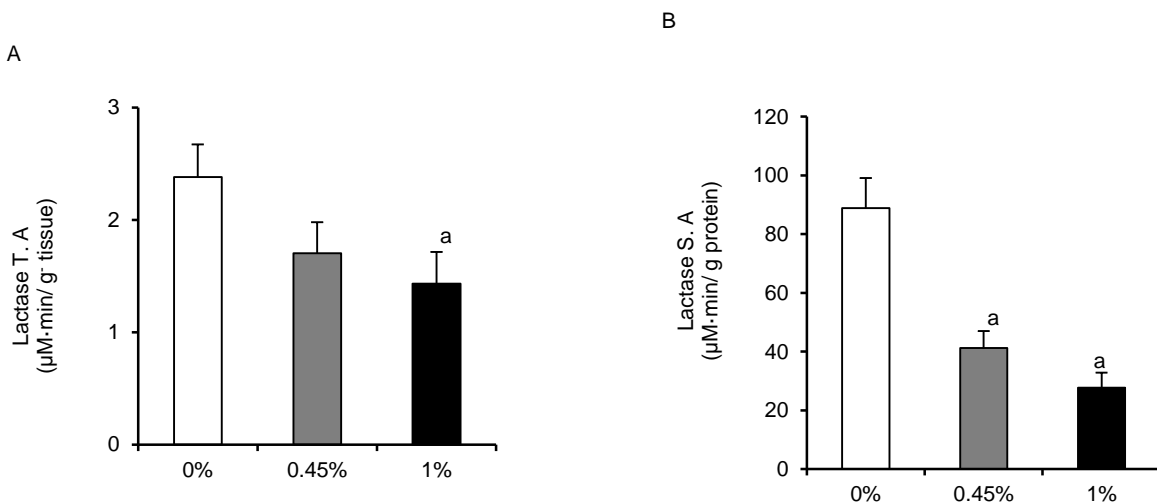 A
B
3
2
1
0
Lactase T. A
(µM·min/ g- tissue)
a
0%
0.45%
1%
120
100
80
60
40
20
0
Lactase S. A
(µM·min/ g protein)
a
a
0%
0.45%
1%